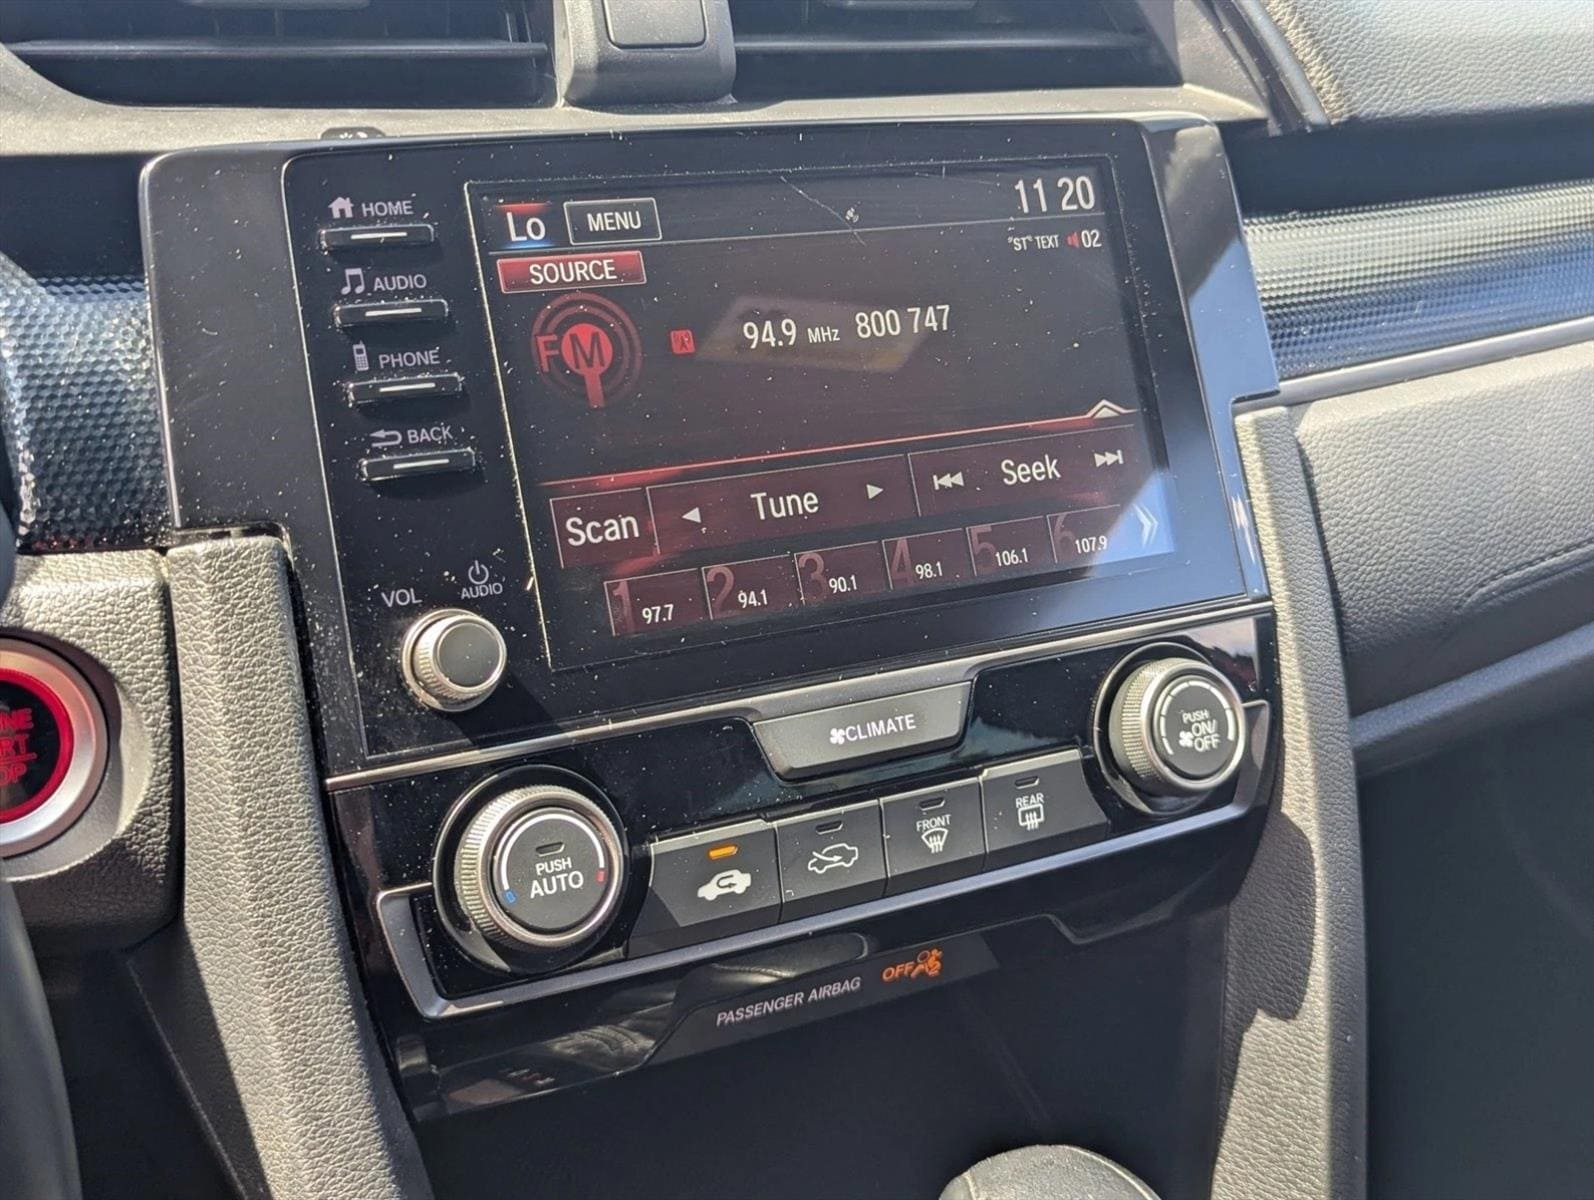 HOME
AUDIO
PHONE
BACK
VOL
AUDIO
Lo MENU 11 20
"ST" TEXT 02
SOURCE
FM
94.9 MHz 800 747
Scan Tune Seek
1 97.7 2 94.1 3 90.1 4 98.1 5 106.1 6 107.9
CLIMATE
PUSH
ON/
OFF
PUSH
AUTO
FRONT
REAR
PASSENGER AIRBAG OFF 2